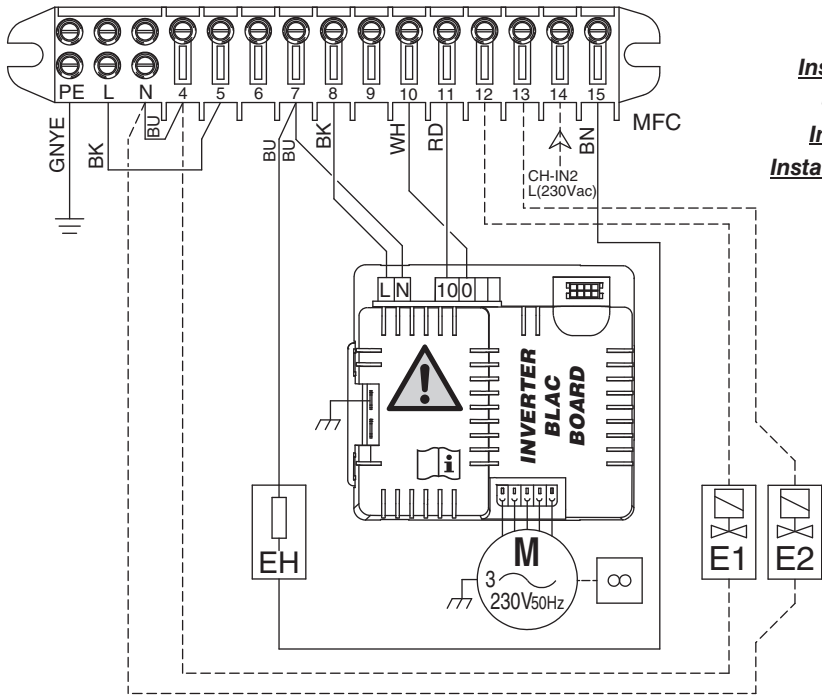 PE L N 4 5 6 7 8 9 10 11 12 13 14 15
MFC
GNYE
BK
BU
BU
BU
BK
WH
RD
BN
CH-IN2
L(230Vac)
L N 10 0
INVERTER
BLAC
BOARD
i
EH
M
3
230V50Hz
8
E1
E2